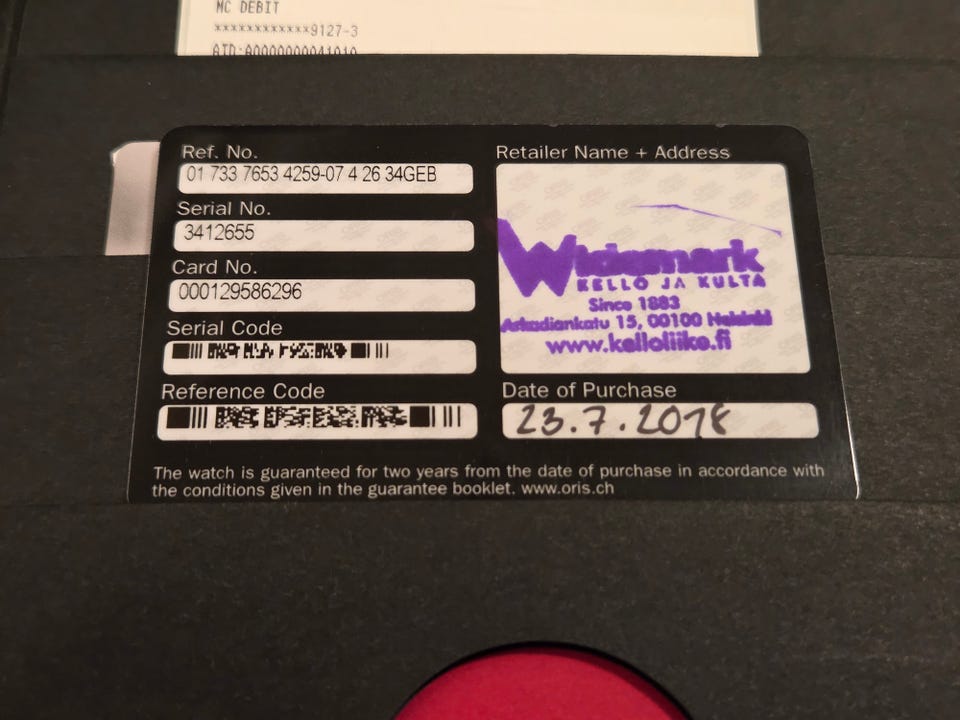 MC DEBIT
xxxxxxxxxxxx9127-3
AID:A0000000041010
Ref. No.
01 733 7653 4259-07 4 26 34GEB
Serial No.
3412655
Card No.
000129586296
Serial Code
Reference Code
Retailer Name + Address
Widemark
KELLO JA KULTA
Since 1883
Arkadiankatu 15, 00100 Helsinki
www.kelloliike.fi
Date of Purchase
23.7.2018
The watch is guaranteed for two years from the date of purchase in accordance with
the conditions given in the guarantee booklet. www.oris.ch